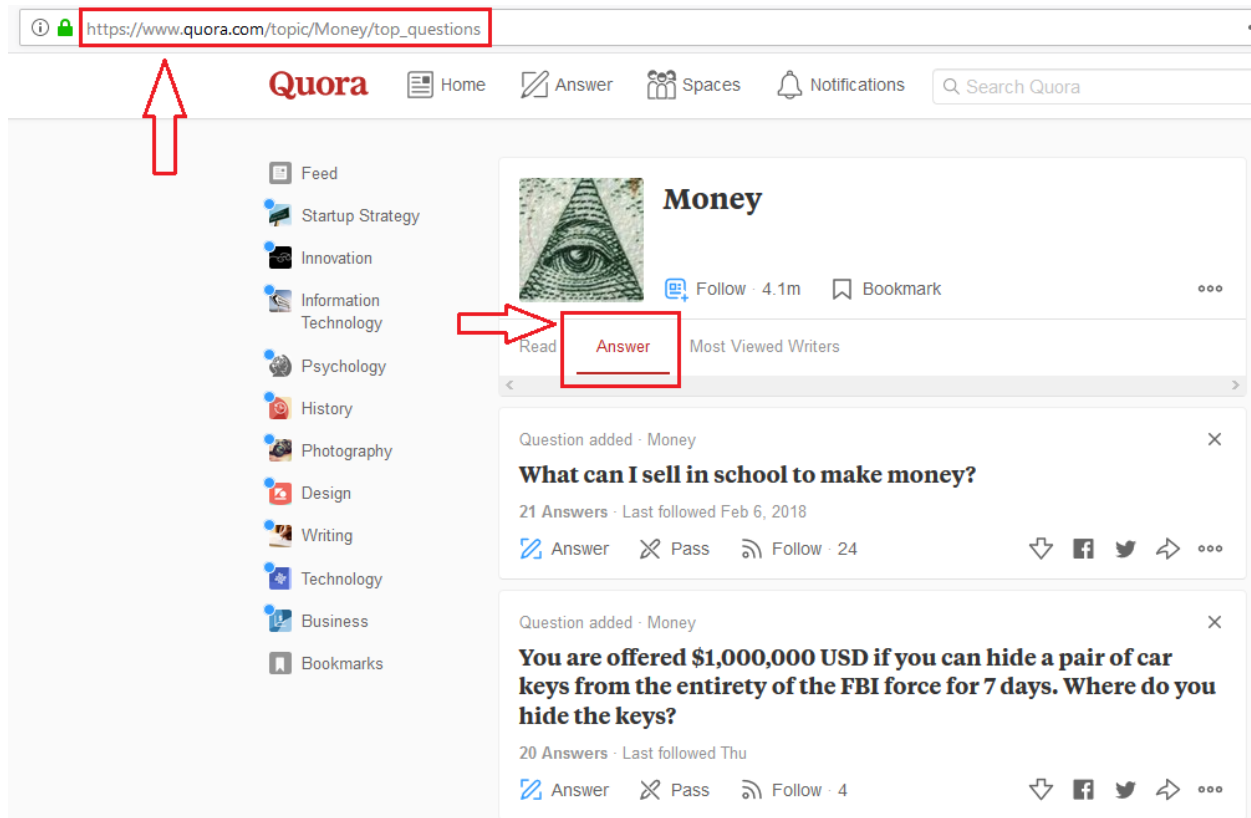 https://www.quora.com/topic/Money/top_questions
Quora Home Answer Spaces Notifications Search Quora
Feed
Startup Strategy
Innovation
Information
Technology
Psychology
History
Photography
Design
Writing
Technology
Business
Bookmarks
Money
Follow · 4.1m Bookmark
Read Answer Most Viewed Writers
Question added · Money
What can I sell in school to make money?
21 Answers · Last followed Feb 6, 2018
Answer Pass Follow · 24
Question added · Money
You are offered $1,000,000 USD if you can hide a pair of car
keys from the entirety of the FBI force for 7 days. Where do you
hide the keys?
20 Answers · Last followed Thu
Answer Pass Follow · 4